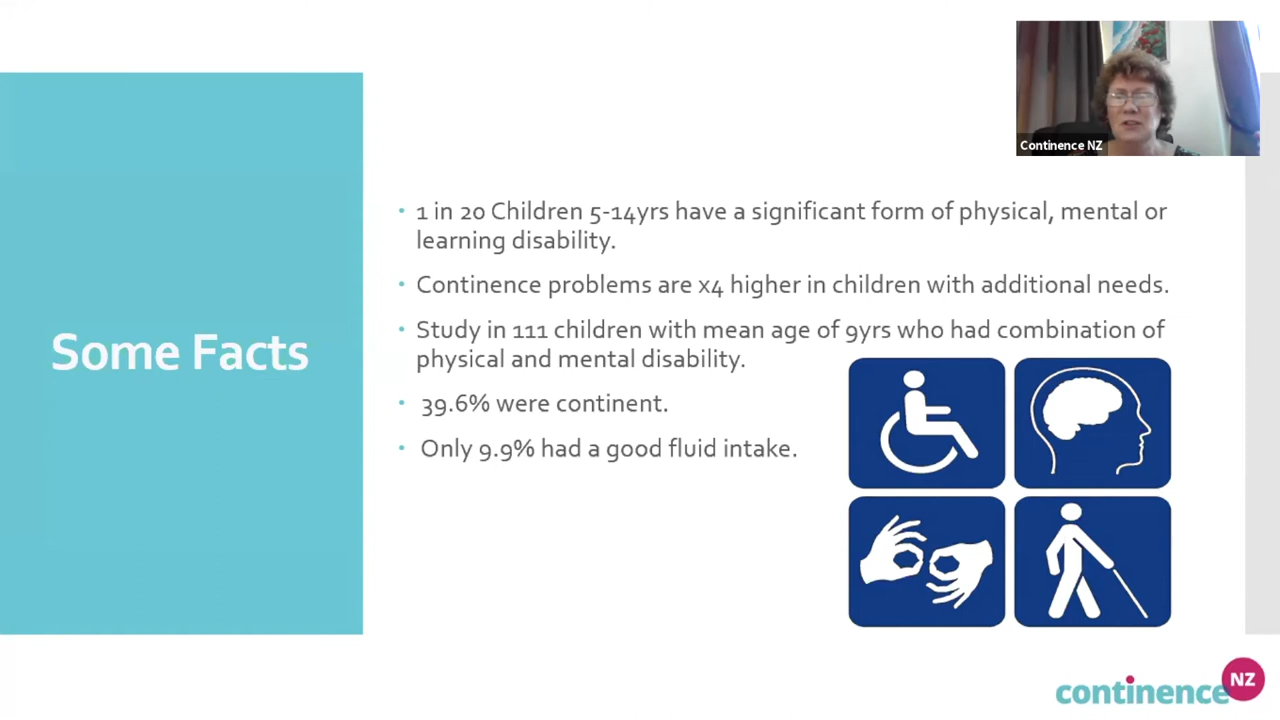 Continence NZ
Some Facts
1 in 20 Children 5-14yrs have a significant form of physical, mental or
learning disability.
Continence problems are x4 higher in children with additional needs.
Study in 111 children with mean age of 9yrs who had combination of
physical and mental disability.
39.6% were continent.
Only 9.9% had a good fluid intake.
continence NZ